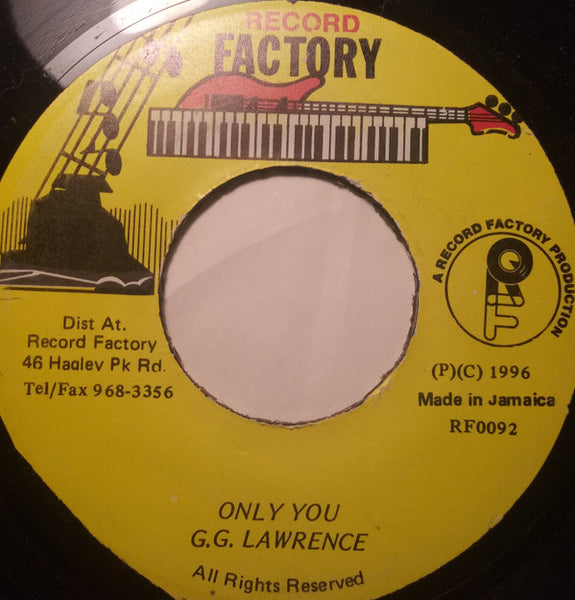 RECORD
FACTORY
Dist At.
Record Factory
46 Hagley Pk Rd.
Tel/Fax 968-3356
A RECORD FACTORY PRODUCTION
RF
(P)(C) 1996
Made in Jamaica
RF0092
ONLY YOU
G.G. LAWRENCE
All Rights Reserved